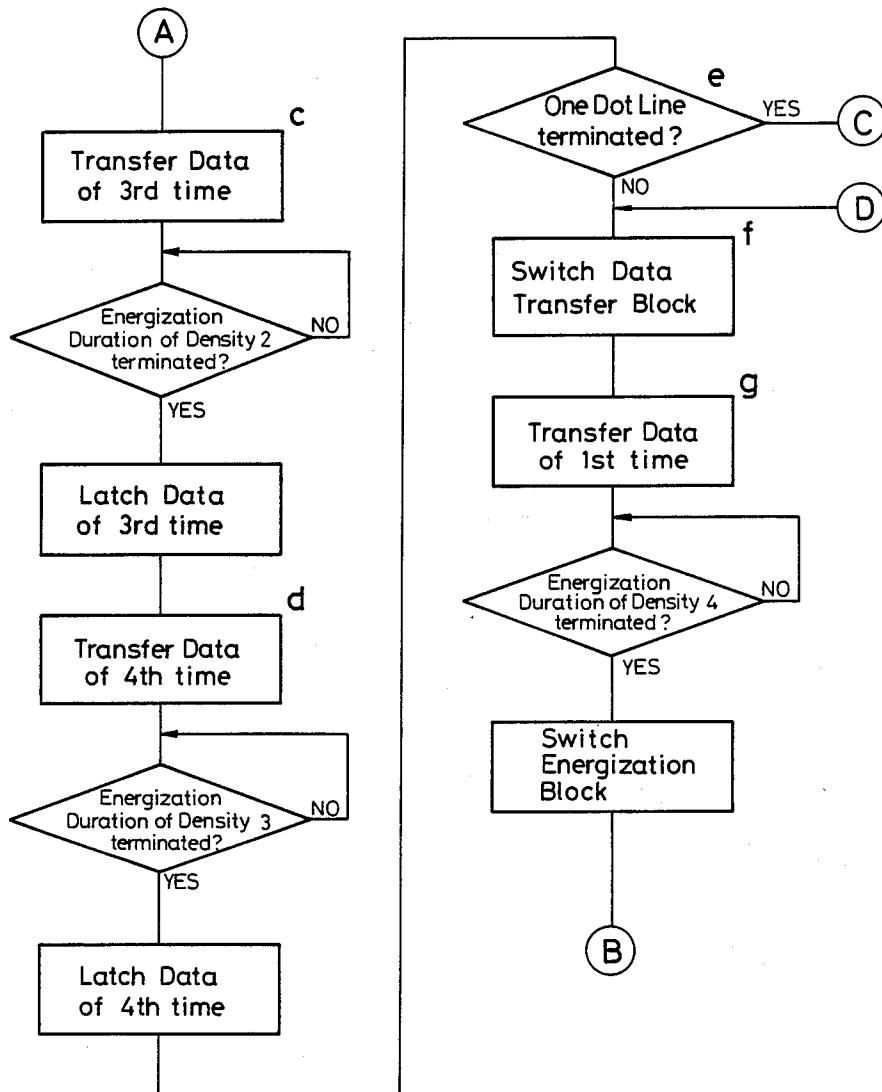 A
c
Transfer Data
of 3rd time
Energization
Duration of Density 2
terminated?
NO
YES
Latch Data
of 3rd time
d
Transfer Data
of 4th time
Energization
Duration of Density 3
terminated?
NO
YES
Latch Data
of 4th time
e
One Dot Line
terminated?
YES
C
NO
D
f
Switch Data
Transfer Block
g
Transfer Data
of 1st time
Energization
Duration of Density 4
terminated?
NO
YES
Switch
Energization
Block
B